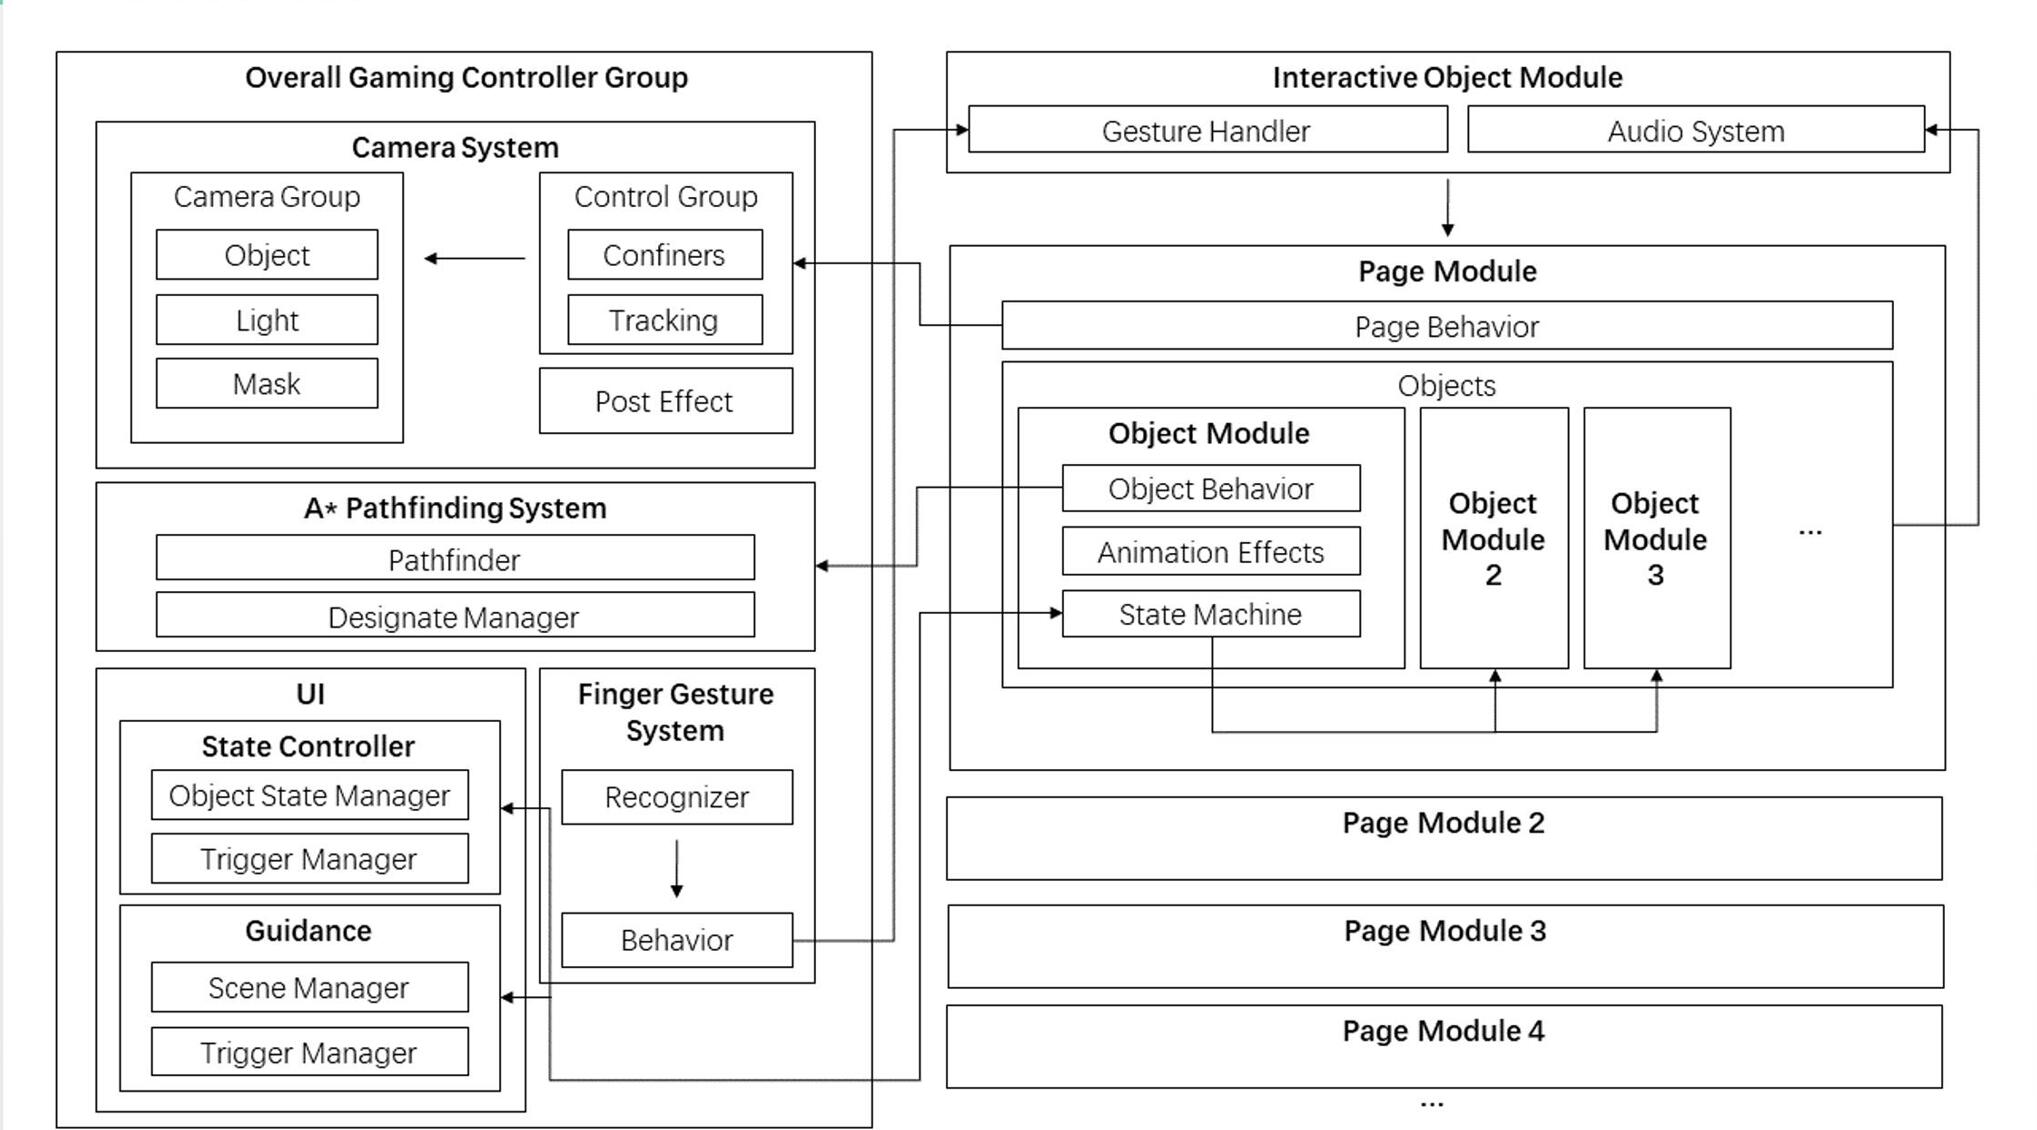 Overall Gaming Controller Group
Camera System
Camera Group
Object
Light
Mask
Control Group
Confiners
Tracking
Post Effect
A* Pathfinding System
Pathfinder
Designate Manager
UI
State Controller
Object State Manager
Trigger Manager
Guidance
Scene Manager
Trigger Manager
Finger Gesture
System
Recognizer
Behavior
Interactive Object Module
Gesture Handler
Audio System
Page Module
Page Behavior
Objects
Object Module
Object Behavior
Animation Effects
State Machine
Object
Module
2
Object
Module
3
...
Page Module 2
Page Module 3
Page Module 4
...